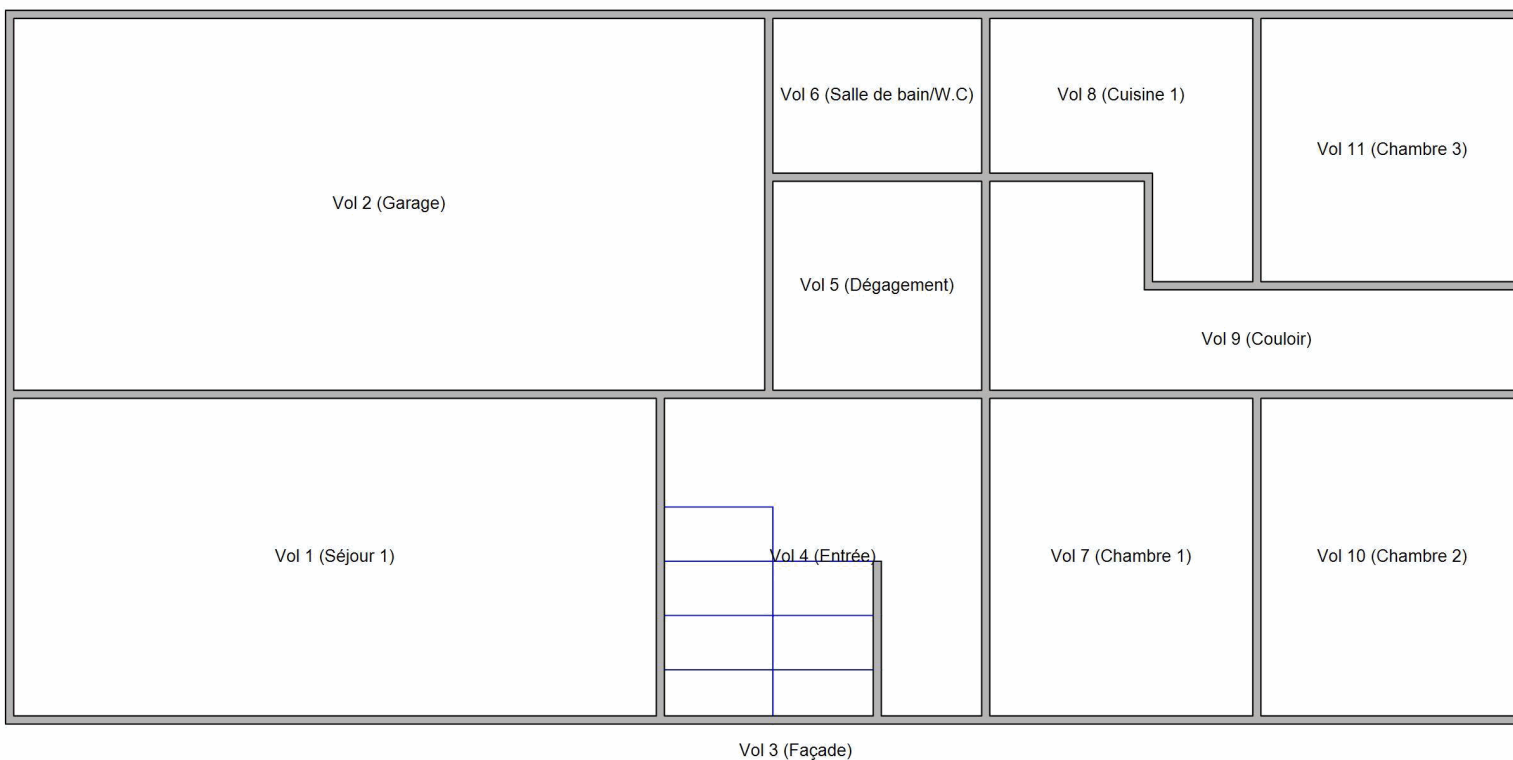 Vol 6 (Salle de bain/W.C)
Vol 8 (Cuisine 1)
Vol 11 (Chambre 3)
Vol 2 (Garage)
Vol 5 (Dégagement)
Vol 9 (Couloir)
Vol 1 (Séjour 1)
Vol 4 (Entrée)
Vol 7 (Chambre 1)
Vol 10 (Chambre 2)
Vol 3 (Façade)